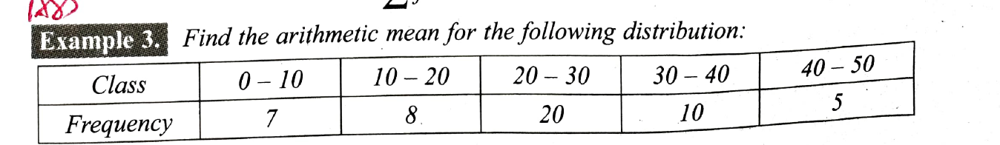 Example 3. Find the arithmetic mean for the following distribution:
Class 0 – 10 10 – 20 20 – 30 30 – 40 40 – 50
Frequency 7 8 20 10 5